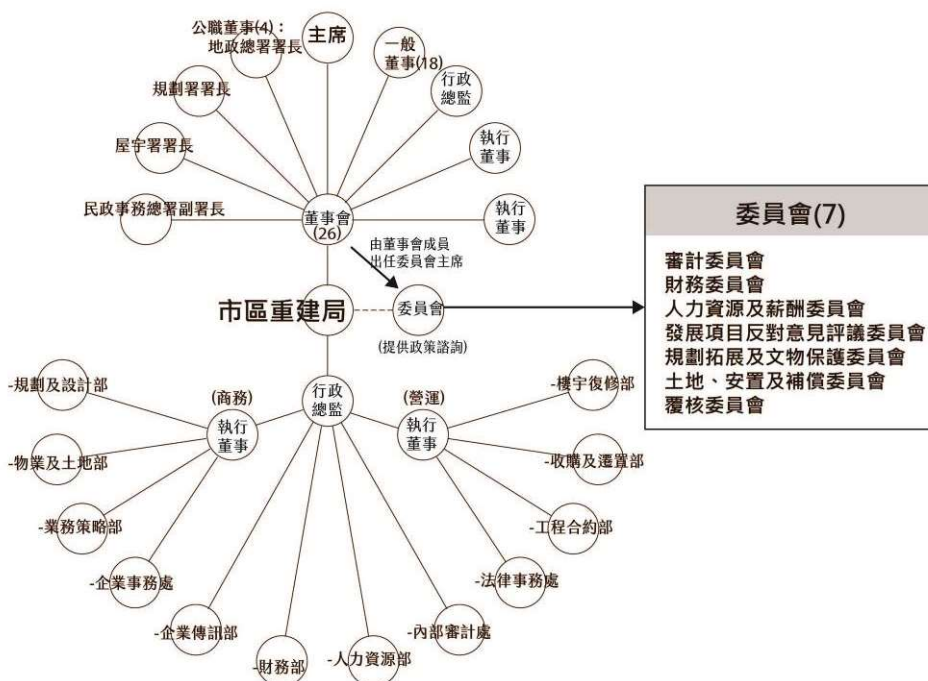 公職董事(4)：
地政總署署長
主席
一般
董事(18)
行政
總監
規劃署署長
執行
董事
屋宇署署長
民政事務總署副署長
董事會
(26)
執行
董事
由董事會成員
出任委員會主席
市區重建局
委員會
(提供政策諮詢)
委員會(7)
審計委員會
財務委員會
人力資源及薪酬委員會
發展項目反對意見評議委員會
規劃拓展及文物保護委員會
土地、安置及補償委員會
覆核委員會
行政
總監
(商務)
執行
董事
(營運)
執行
董事
-規劃及設計部
-物業及土地部
-業務策略部
-企業事務處
-企業傳訊部
-財務部
-人力資源部
-內部審計處
-法律事務處
-工程合約部
-收購及遷置部
-樓宇復修部